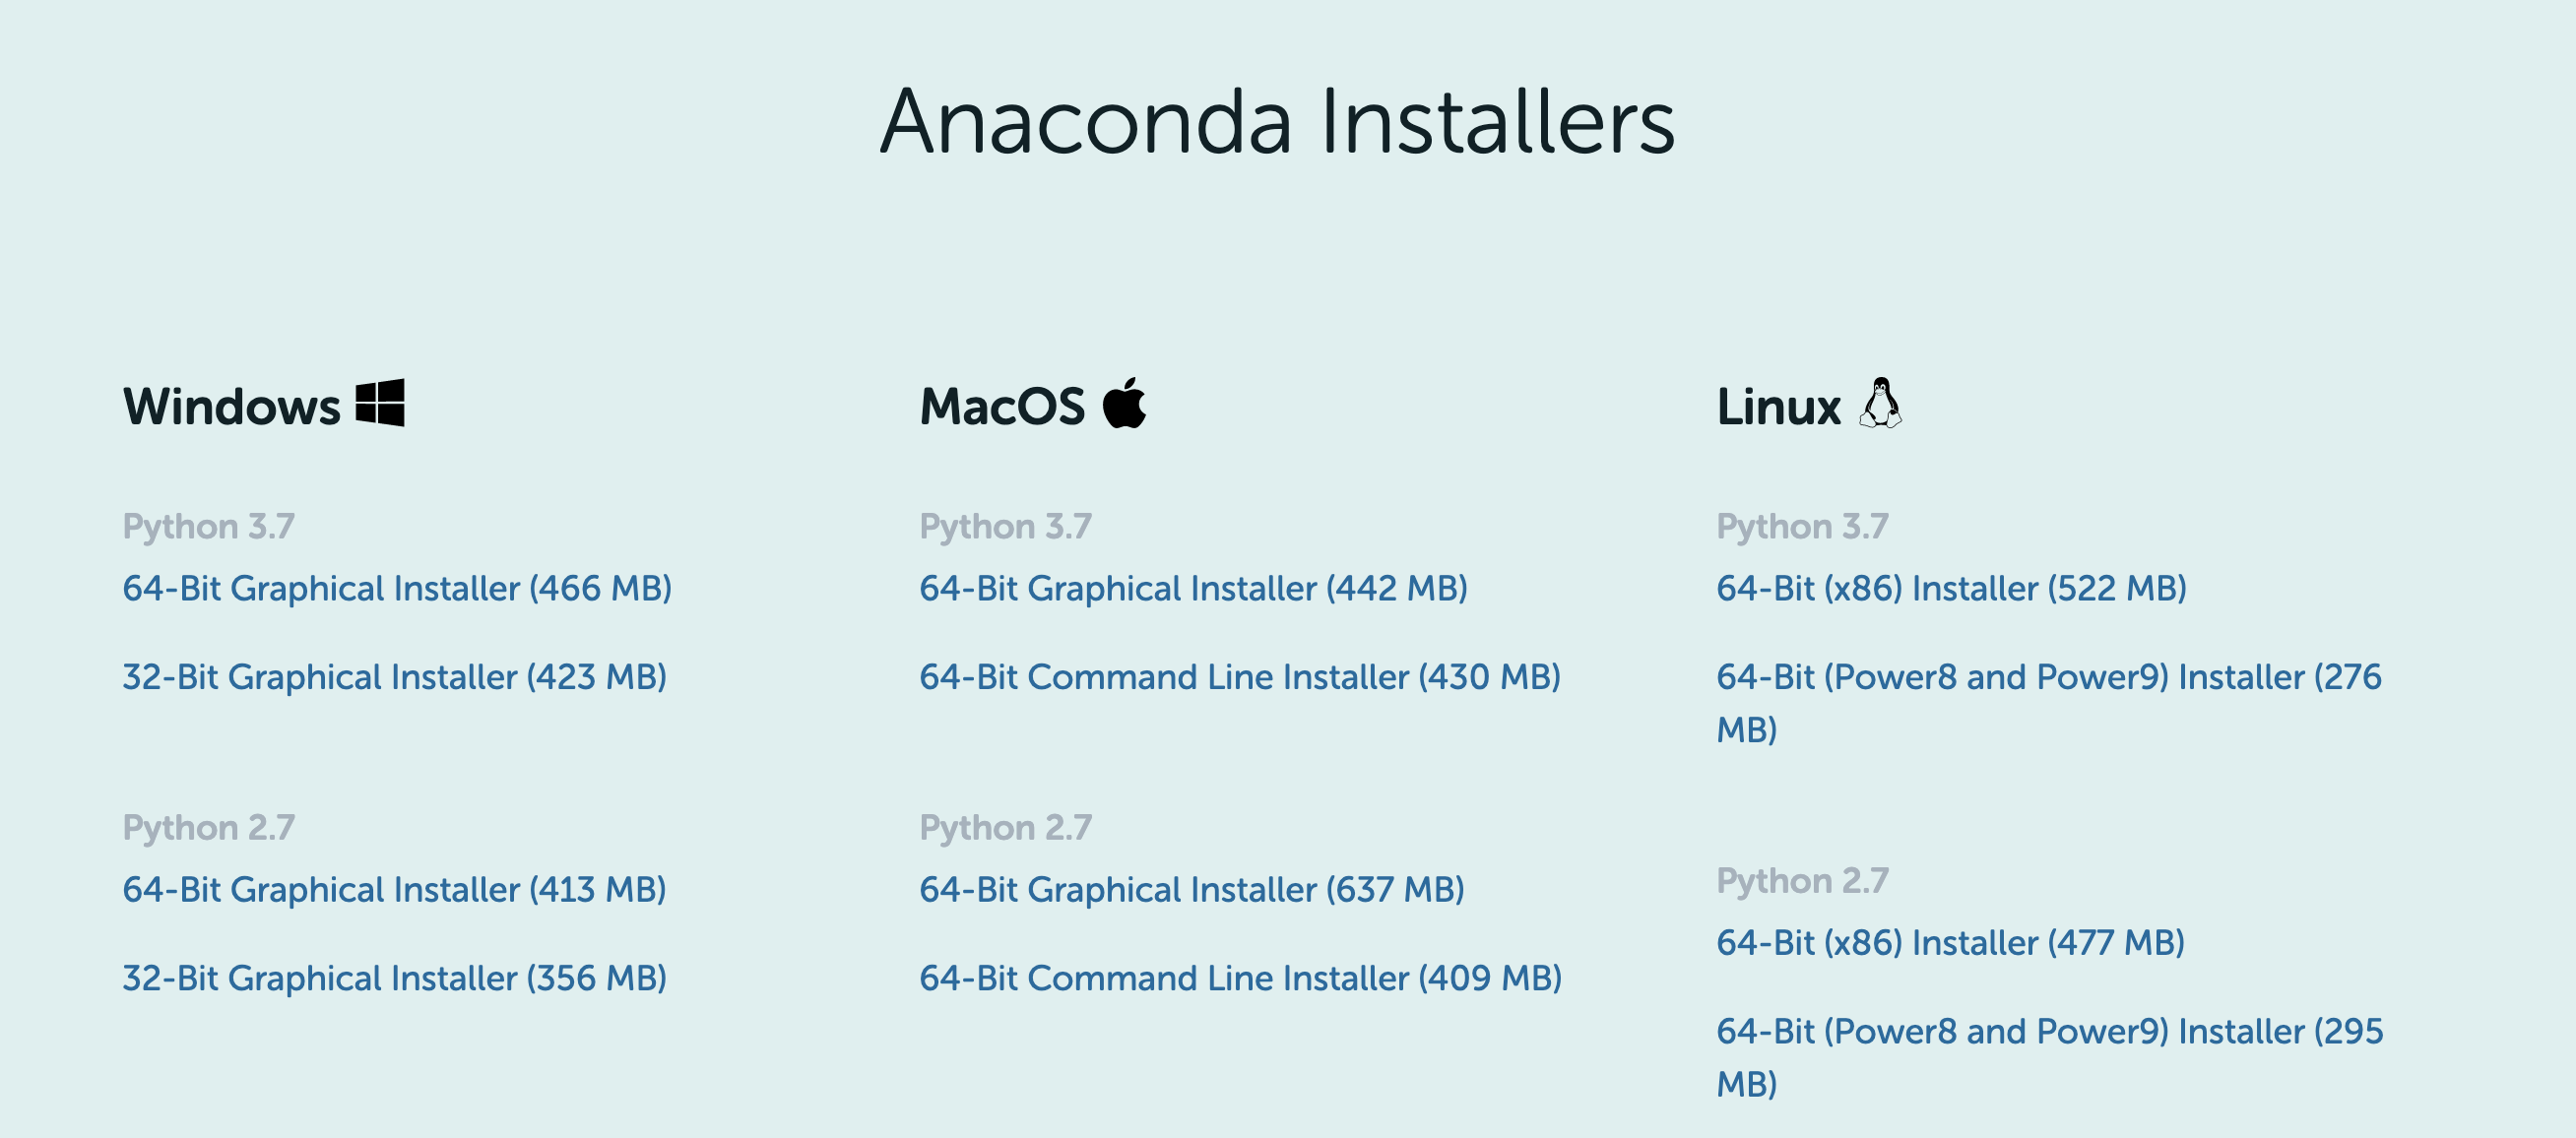 Anaconda Installers
Windows
Python 3.7
64-Bit Graphical Installer (466 MB)
32-Bit Graphical Installer (423 MB)
Python 2.7
64-Bit Graphical Installer (413 MB)
32-Bit Graphical Installer (356 MB)
MacOS
Python 3.7
64-Bit Graphical Installer (442 MB)
64-Bit Command Line Installer (430 MB)
Python 2.7
64-Bit Graphical Installer (637 MB)
64-Bit Command Line Installer (409 MB)
Linux
Python 3.7
64-Bit (x86) Installer (522 MB)
64-Bit (Power8 and Power9) Installer (276
MB)
Python 2.7
64-Bit (x86) Installer (477 MB)
64-Bit (Power8 and Power9) Installer (295
MB)